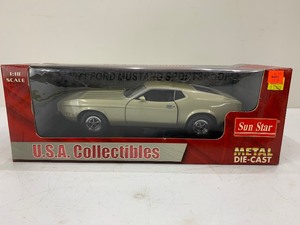 1:18
SCALE
FORD MUSTANG SPORTSROOF
Sun Star
U.S.A. Collectibles
METAL
DIE-CAST